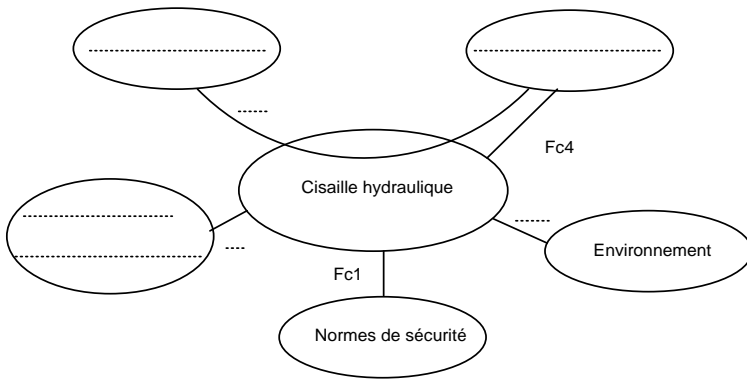 Fc4
Cisaille hydraulique
Environnement
Fc1
Normes de sécurité